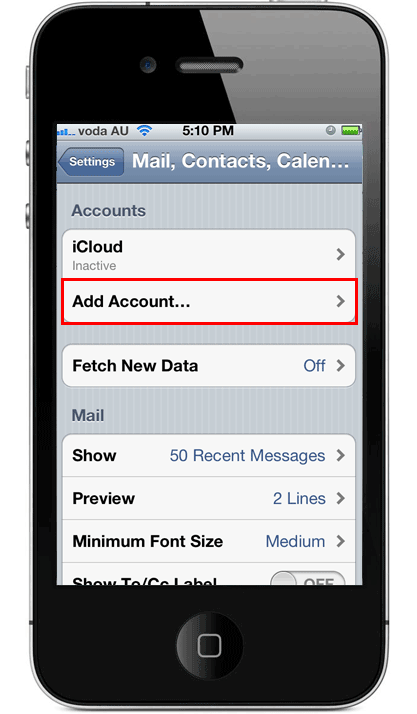 voda AU 5:10 PM
Settings Mail, Contacts, Calen...
Accounts
iCloud
Inactive
Add Account...
Fetch New Data Off
Mail
Show 50 Recent Messages
Preview 2 Lines
Minimum Font Size Medium
Show To/Cc Label OFF